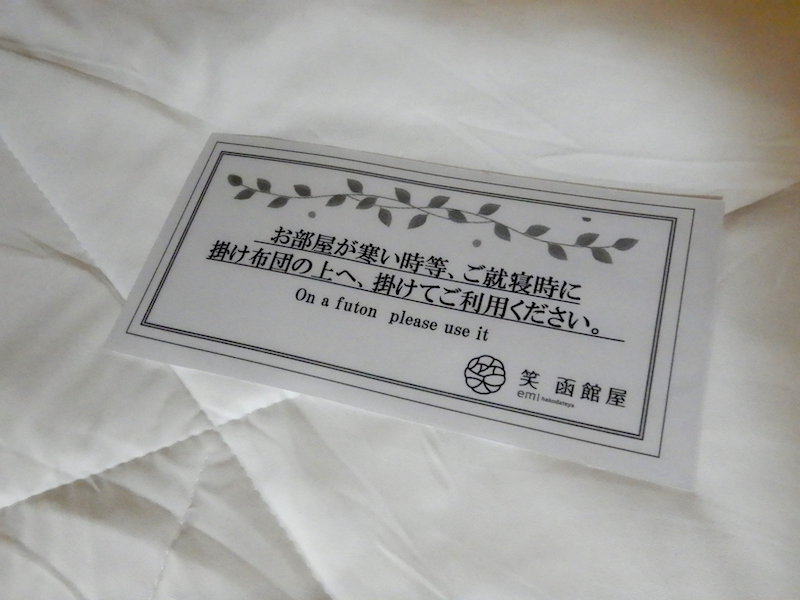 お部屋が寒い時等、ご就寝時に
掛け布団の上へ、掛けてご利用ください。
On a futon please use it
笑 函館屋
emi hakodateya